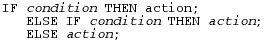 IF condition THEN action;
ELSE IF condition THEN action;
ELSE action;